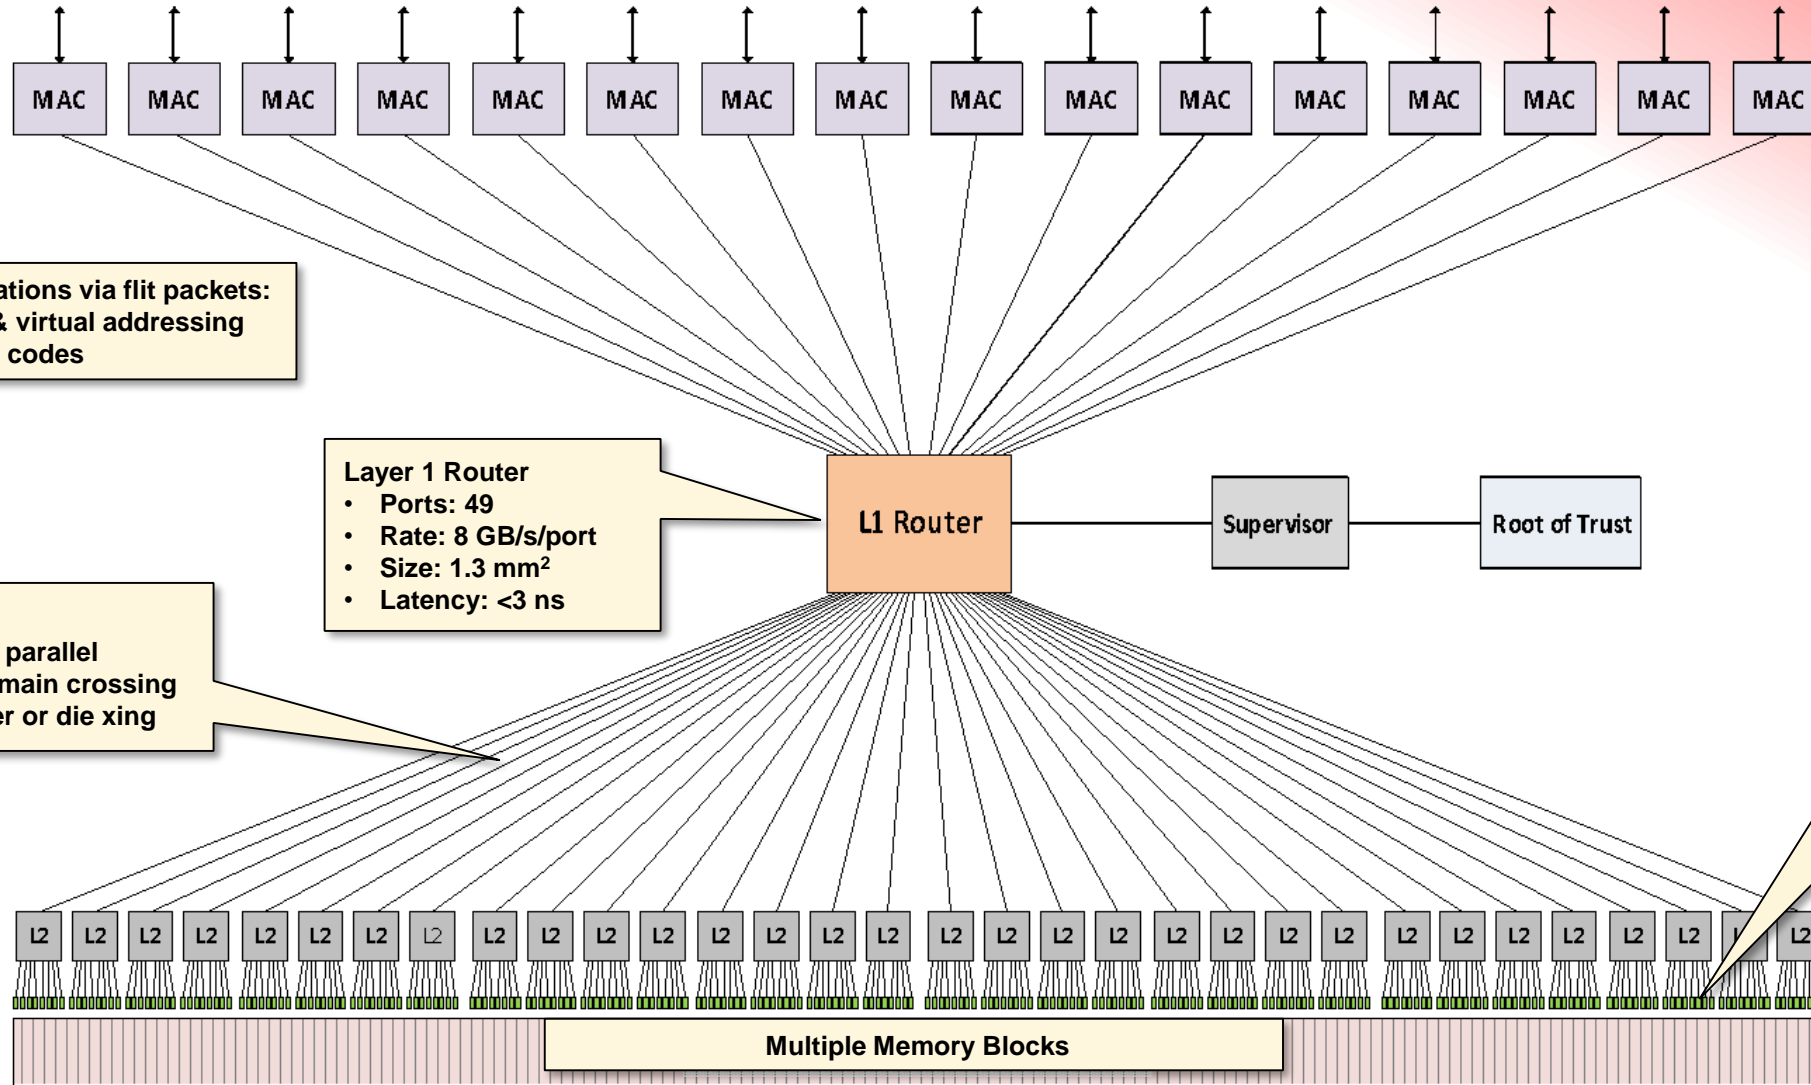 MAC MAC MAC MAC MAC MAC MAC MAC MAC MAC MAC MAC MAC MAC MAC MAC
ations via flit packets:
& virtual addressing
codes
Layer 1 Router
• Ports: 49
• Rate: 8 GB/s/port
• Size: 1.3 mm²
• Latency: <3 ns
L1 Router
Supervisor
Root of Trust
parallel
main crossing
er or die xing
L2 L2 L2 L2 L2 L2 L2 L2 L2 L2 L2 L2 L2 L2 L2 L2 L2 L2 L2 L2 L2 L2 L2 L2 L2 L2 L2 L2 L2 L2 L2
Multiple Memory Blocks